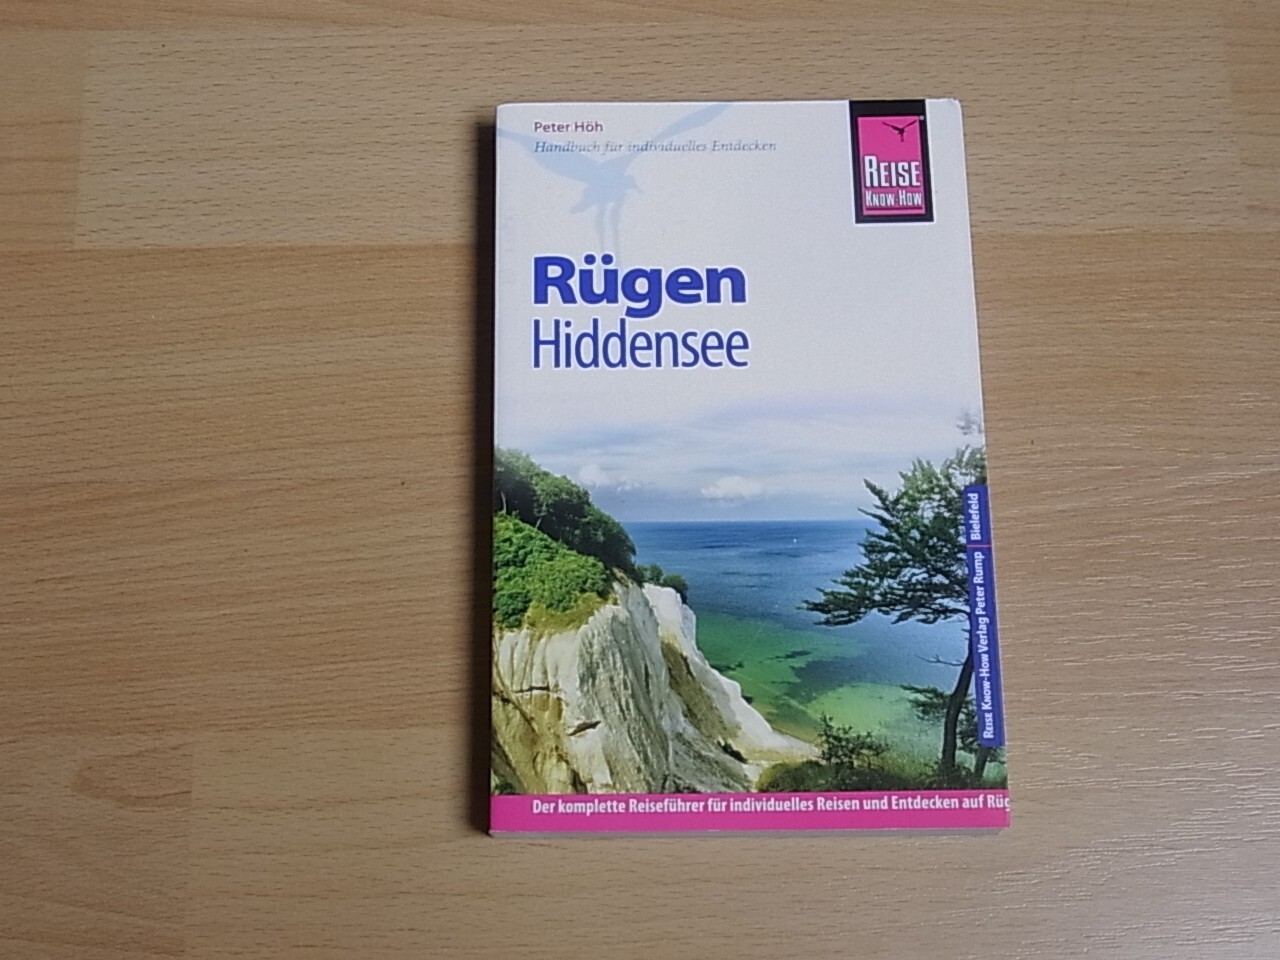 Peter Höh
Handbuch für individuelles Entdecken
REISE
KNOW-HOW
Rügen
Hiddensee
REISE KNOW-HOW Verlag Peter Rump | Bielefeld
Der komplette Reiseführer für individuelles Reisen und Entdecken auf Rüg